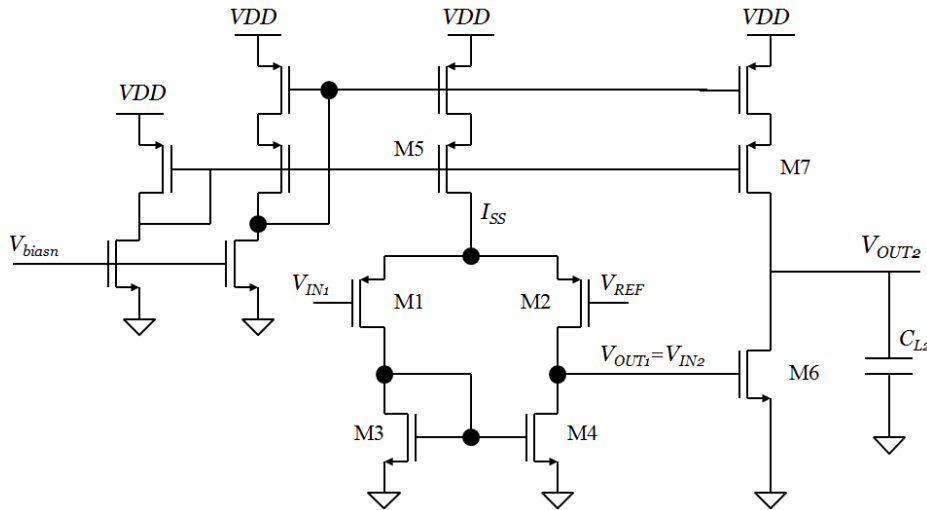 VDD
VDD
VDD
VDD
M5
M7
I_SS
V_biasn
V_OUT2
V_IN1
M1
M2
V_REF
C_L2
V_OUT1=V_IN2
M6
M3
M4